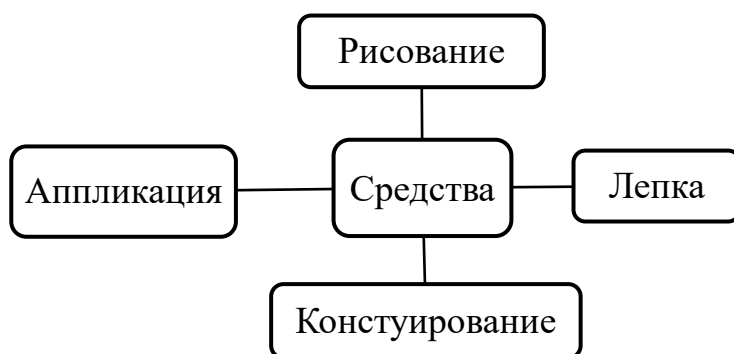 Рисование
Аппликация
Средства
Лепка
Констуирование